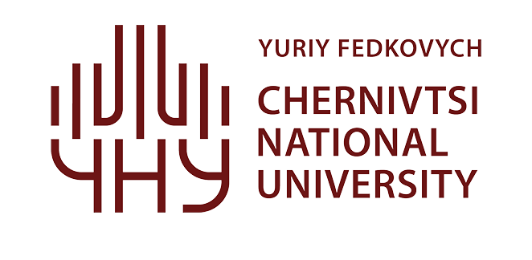 ЧНУ
YURIY FEDKOVYCH
CHERNIVTSI
NATIONAL
UNIVERSITY